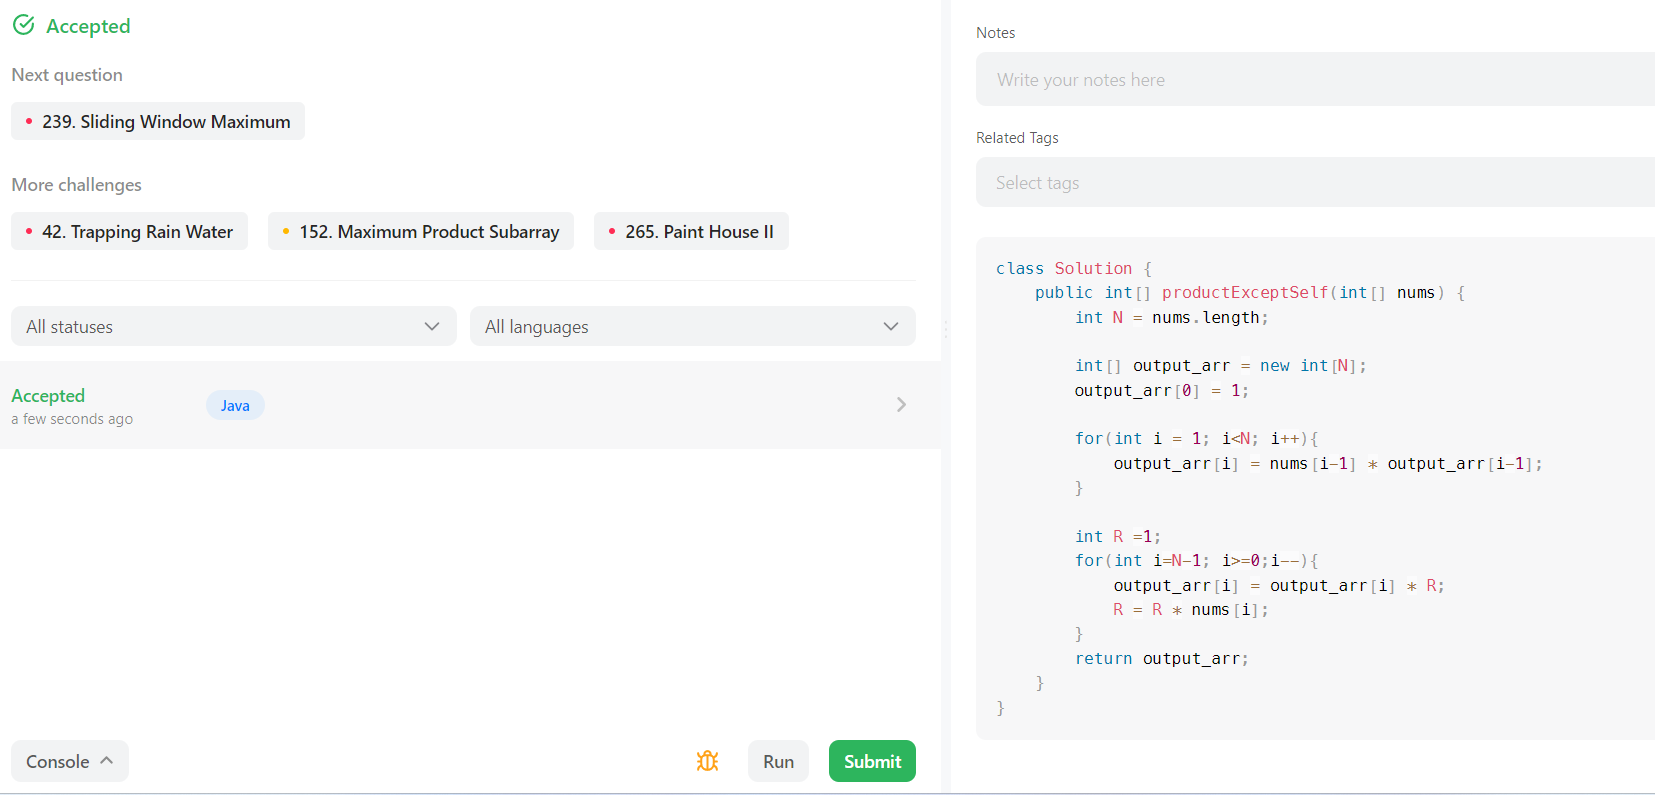 Accepted
Next question
239. Sliding Window Maximum
More challenges
42. Trapping Rain Water
152. Maximum Product Subarray
265. Paint House II
All statuses
All languages
Accepted
a few seconds ago
Java
Console
Run
Submit
Notes
Write your notes here
Related Tags
Select tags
class Solution {
    public int[] productExceptSelf(int[] nums) {
        int N = nums.length;

        int[] output_arr = new int[N];
        output_arr[0] = 1;

        for(int i = 1; i<N; i++){
            output_arr[i] = nums[i-1] * output_arr[i-1];
        }

        int R =1;
        for(int i=N-1; i>=0;i--){
            output_arr[i] = output_arr[i] * R;
            R = R * nums[i];
        }
        return output_arr;
    }
}